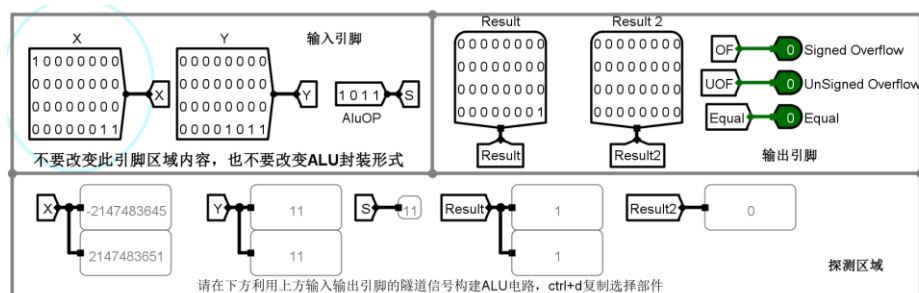 X
Y
输入引脚
10000000
00000000
00000000
00000011
X
00000000
00000000
00000000
00001011
Y
1011
S
AluOP
不要改变此引脚区域内容，也不要改变ALU封装形式
Result
Result 2
00000000
00000000
00000000
00000001
Result
00000000
00000000
00000000
00000000
Result2
OF 0 Signed Overflow
UOF 0 UnSigned Overflow
Equal 0 Equal
输出引脚
X
-2147483645
2147483651
Y
11
11
S
11
Result
1
1
Result2
0
探测区域
请在下方利用上方输入输出引脚的隧道信号构建ALU电路，ctrl+d复制选择部件